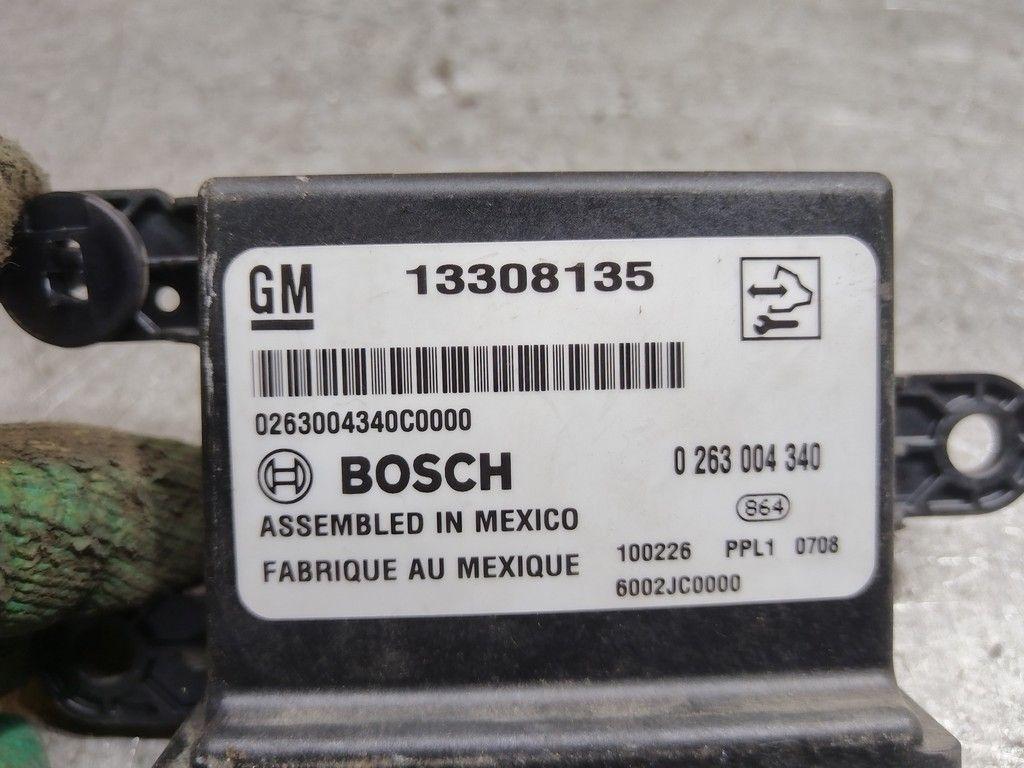 GM 13308135
0263004340C0000
BOSCH 0 263 004 340
864
ASSEMBLED IN MEXICO
FABRIQUE AU MEXIQUE
100226 PPL1 0708
6002JC0000